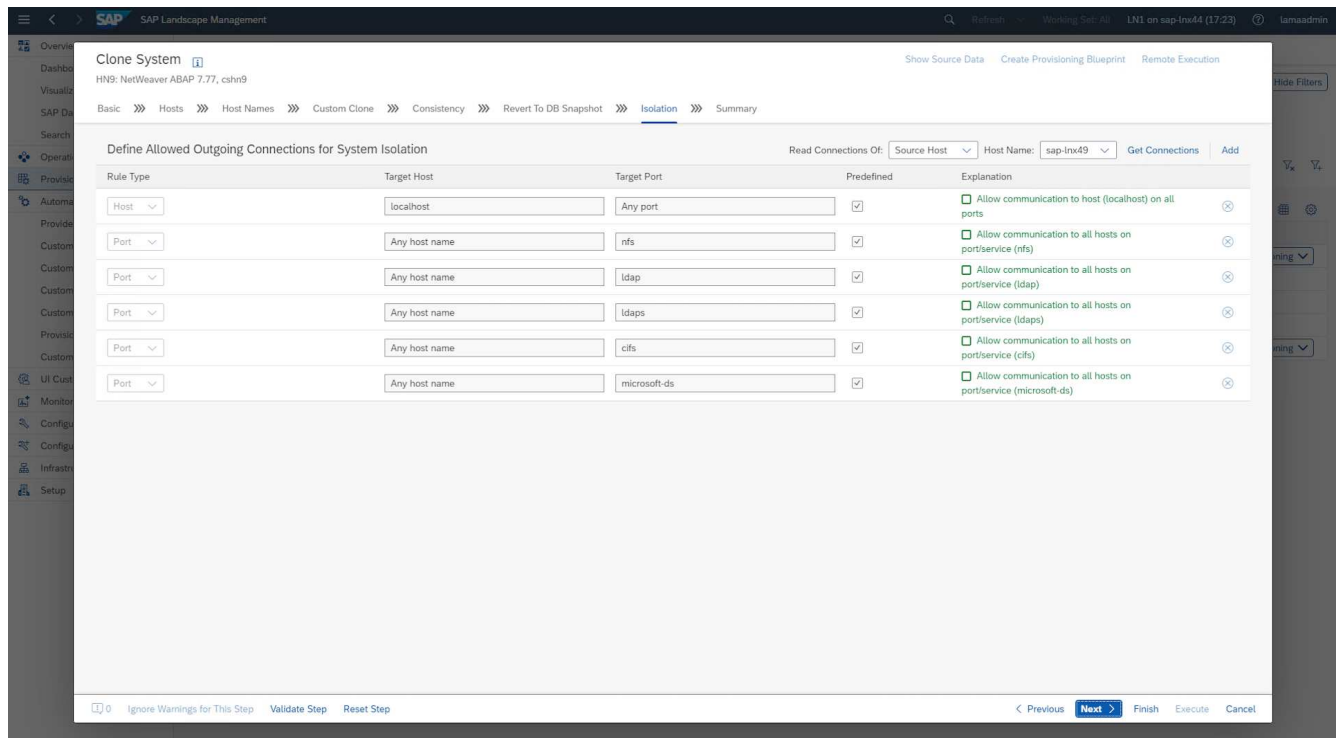 SAP SAP Landscape Management Refresh Working Set: All LN1 on sap-lnx44 (17:23) lamaadmin
Overvie
Dashbo
Visualiz
SAP Da
Search
Operati
Provisic
Automa
Provide
Custom
Custom
Custom
Custom
Provisic
Custom
UI Cust
Monitor
Configu
Configu
Infrastr
Setup
Hide Filters
ining
ining
Clone System
Show Source Data Create Provisioning Blueprint Remote Execution
HN9: NetWeaver ABAP 7.77, cshn9
Basic Hosts Host Names Custom Clone Consistency Revert To DB Snapshot Isolation Summary
Define Allowed Outgoing Connections for System Isolation Read Connections Of: Source Host Host Name: sap-lnx49 Get Connections Add
Rule Type Target Host Target Port Predefined Explanation
Host localhost Any port Allow communication to host (localhost) on all
ports
Port Any host name nfs Allow communication to all hosts on
port/service (nfs)
Port Any host name ldap Allow communication to all hosts on
port/service (ldap)
Port Any host name ldaps Allow communication to all hosts on
port/service (ldaps)
Port Any host name cifs Allow communication to all hosts on
port/service (cifs)
Port Any host name microsoft-ds Allow communication to all hosts on
port/service (microsoft-ds)
0 Ignore Warnings for This Step Validate Step Reset Step Previous Next Finish Execute Cancel